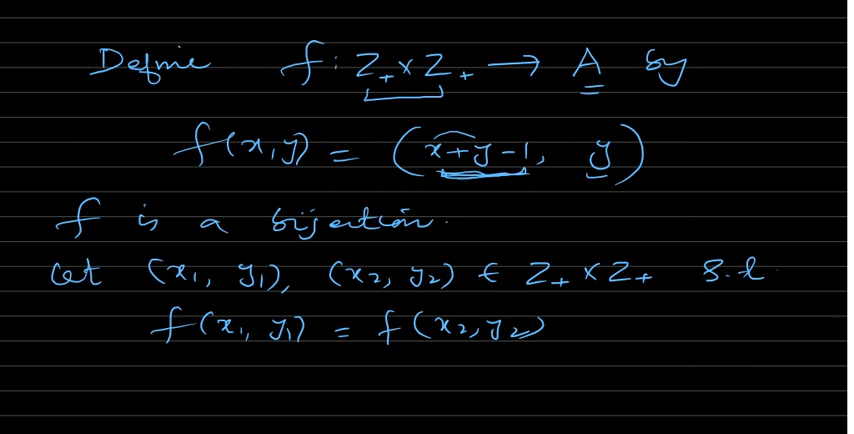 Define f: Z₊ × Z₊ → A by
f(x, y) = (x+y-1, y)
f is a bijection.
Let (x₁, y₁), (x₂, y₂) ∈ Z₊ × Z₊ s.t.
f(x₁, y₁) = f(x₂, y₂)